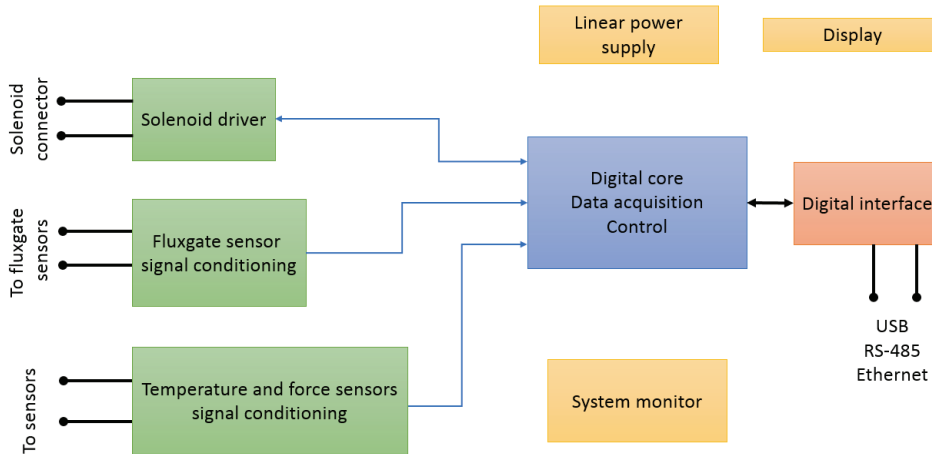 Linear power
supply
Display
Solenoid
connector
Solenoid driver
Digital core
Data acquisition
Control
Digital interface
To fluxgate
sensors
Fluxgate sensor
signal conditioning
USB
RS-485
Ethernet
To sensors
Temperature and force sensors
signal conditioning
System monitor